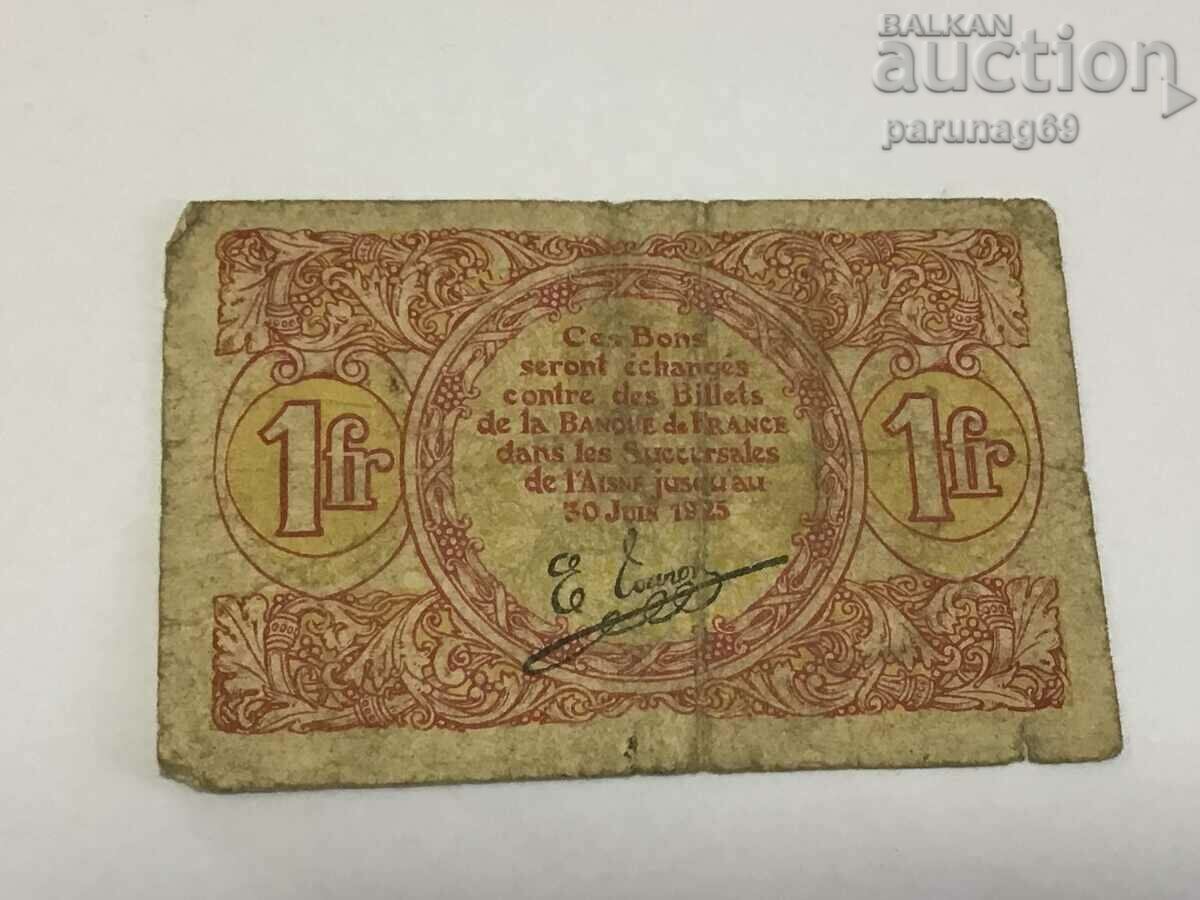 BALKAN
auction
parunag69
Ces Bons
seront échangés
contre des Billets
de la BANQUE de FRANCE
dans les Succursales
de l'AISNE jusqu'au
30 JUIN 1925
1fr
1fr
E Touron